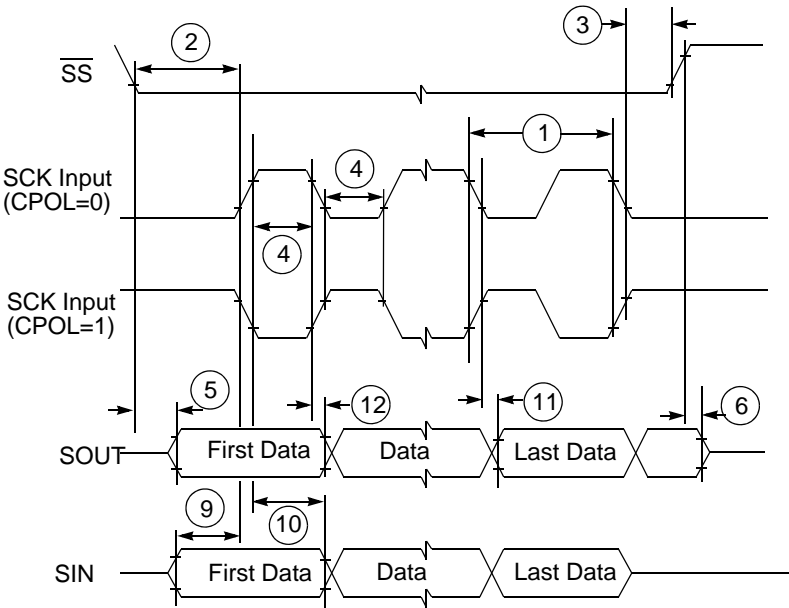 2
3
SS
1
SCK Input
(CPOL=0)
4
4
SCK Input
(CPOL=1)
5
12
11
6
SOUT
First Data
Data
Last Data
9
10
SIN
First Data
Data
Last Data